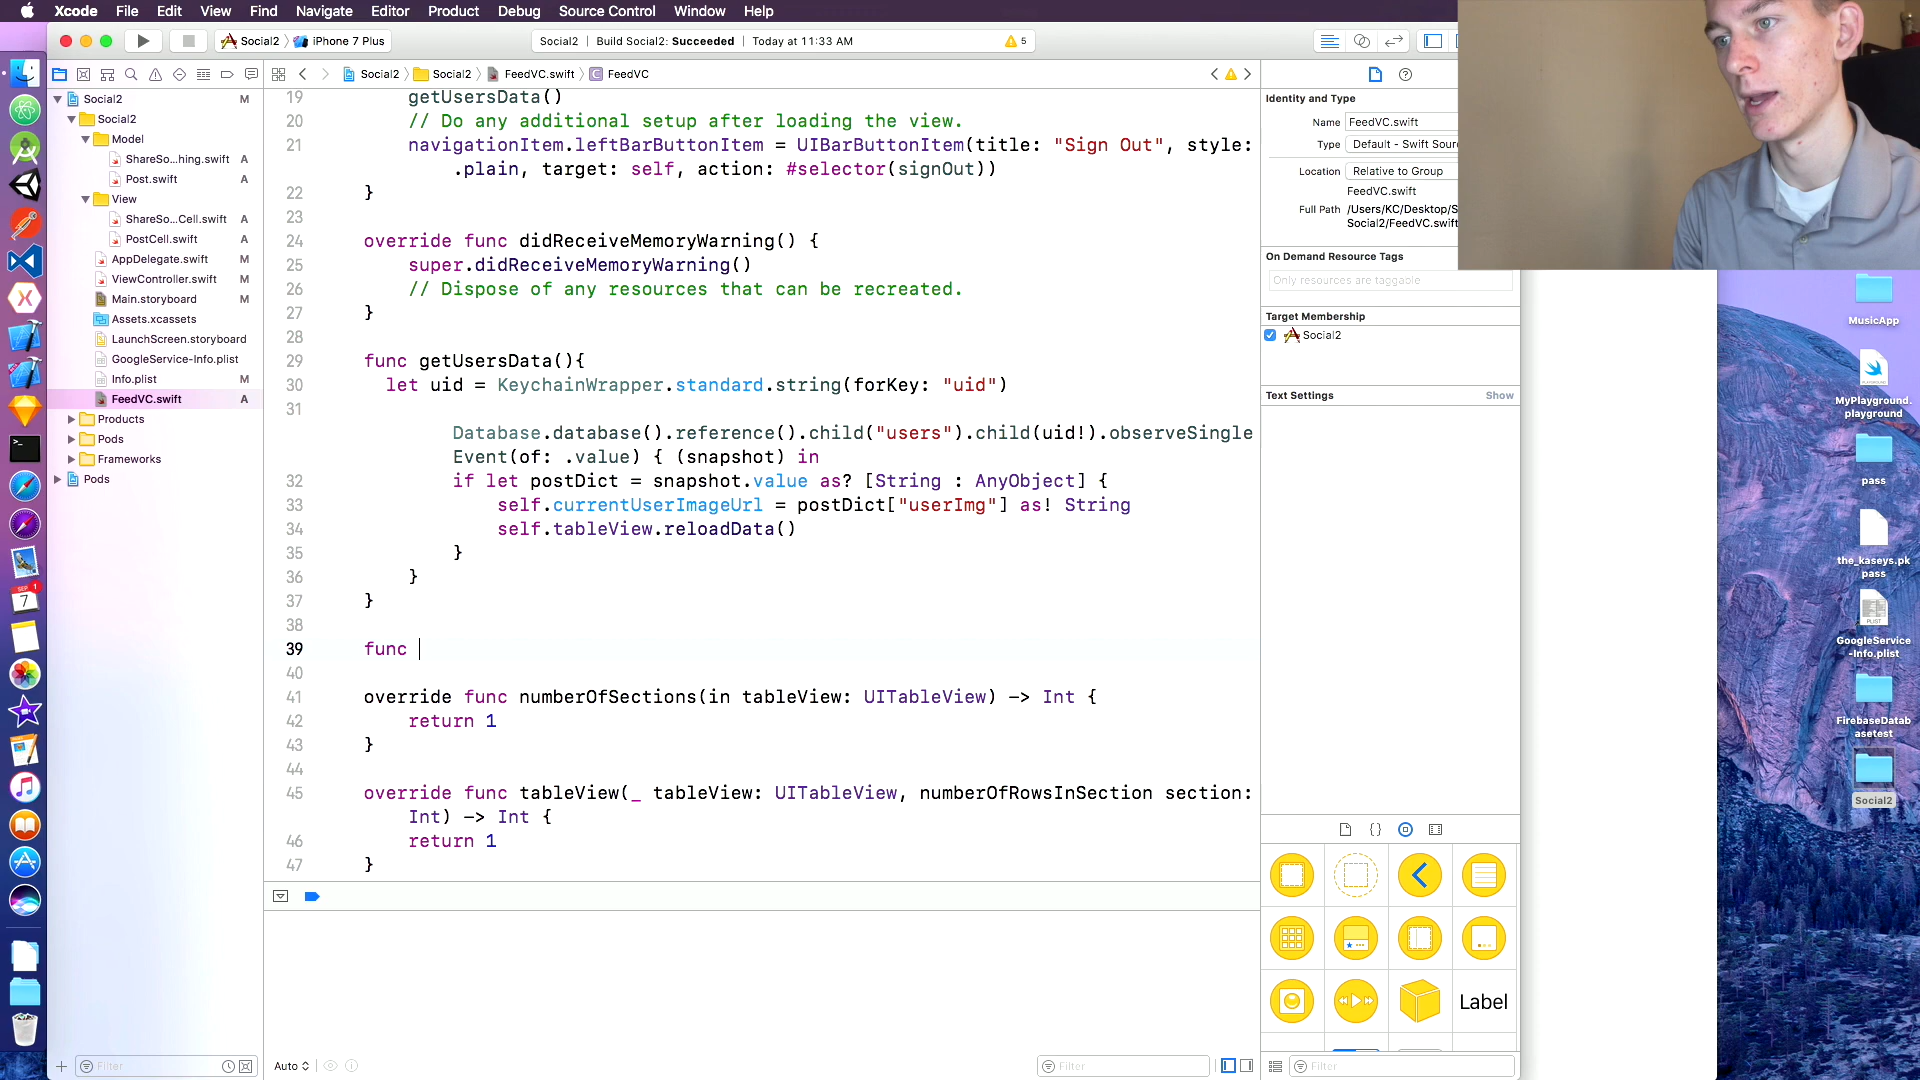 Xcode File Edit View Find Navigate Editor Product Debug Source Control Window Help
Social2 iPhone 7 Plus
Social2 | Build Social2: Succeeded | Today at 11:33 AM
5
Social2 Social2 FeedVC.swift FeedVC
Social2 M
Social2
Model
ShareSo...hing.swift A
Post.swift A
View
ShareSo...Cell.swift A
PostCell.swift A
AppDelegate.swift M
ViewController.swift M
Main.storyboard M
Assets.xcassets
LaunchScreen.storyboard
GoogleService-Info.plist
Info.plist M
FeedVC.swift A
Products
Pods
Frameworks
Pods
19 getUsersData()
20 // Do any additional setup after loading the view.
21 navigationItem.leftBarButtonItem = UIBarButtonItem(title: "Sign Out", style:
.plain, target: self, action: #selector(signOut))
22 }
23
24 override func didReceiveMemoryWarning() {
25 super.didReceiveMemoryWarning()
26 // Dispose of any resources that can be recreated.
27 }
28
29 func getUsersData(){
30 let uid = KeychainWrapper.standard.string(forKey: "uid")
31
Database.database().reference().child("users").child(uid!).observeSingle
Event(of: .value) { (snapshot) in
32 if let postDict = snapshot.value as? [String : AnyObject] {
33 self.currentUserImageUrl = postDict["userImg"] as! String
34 self.tableView.reloadData()
35 }
36 }
37 }
38
39 func
40
41 override func numberOfSections(in tableView: UITableView) -> Int {
42 return 1
43 }
44
45 override func tableView(_ tableView: UITableView, numberOfRowsInSection section:
Int) -> Int {
46 return 1
47 }
Identity and Type
Name FeedVC.swift
Type Default - Swift Sour
Location Relative to Group
FeedVC.swift
Full Path /Users/KC/Desktop/S
Social2/FeedVC.swift
On Demand Resource Tags
Only resources are taggable
Target Membership
Social2
Text Settings Show
Label
MusicApp
MyPlayground.
playground
pass
the_kaseys.pk
pass
PLIST
GoogleService
-Info.plist
FirebaseDatab
asetest
Social2
SEP
7
1
Filter
Auto
Filter
Filter